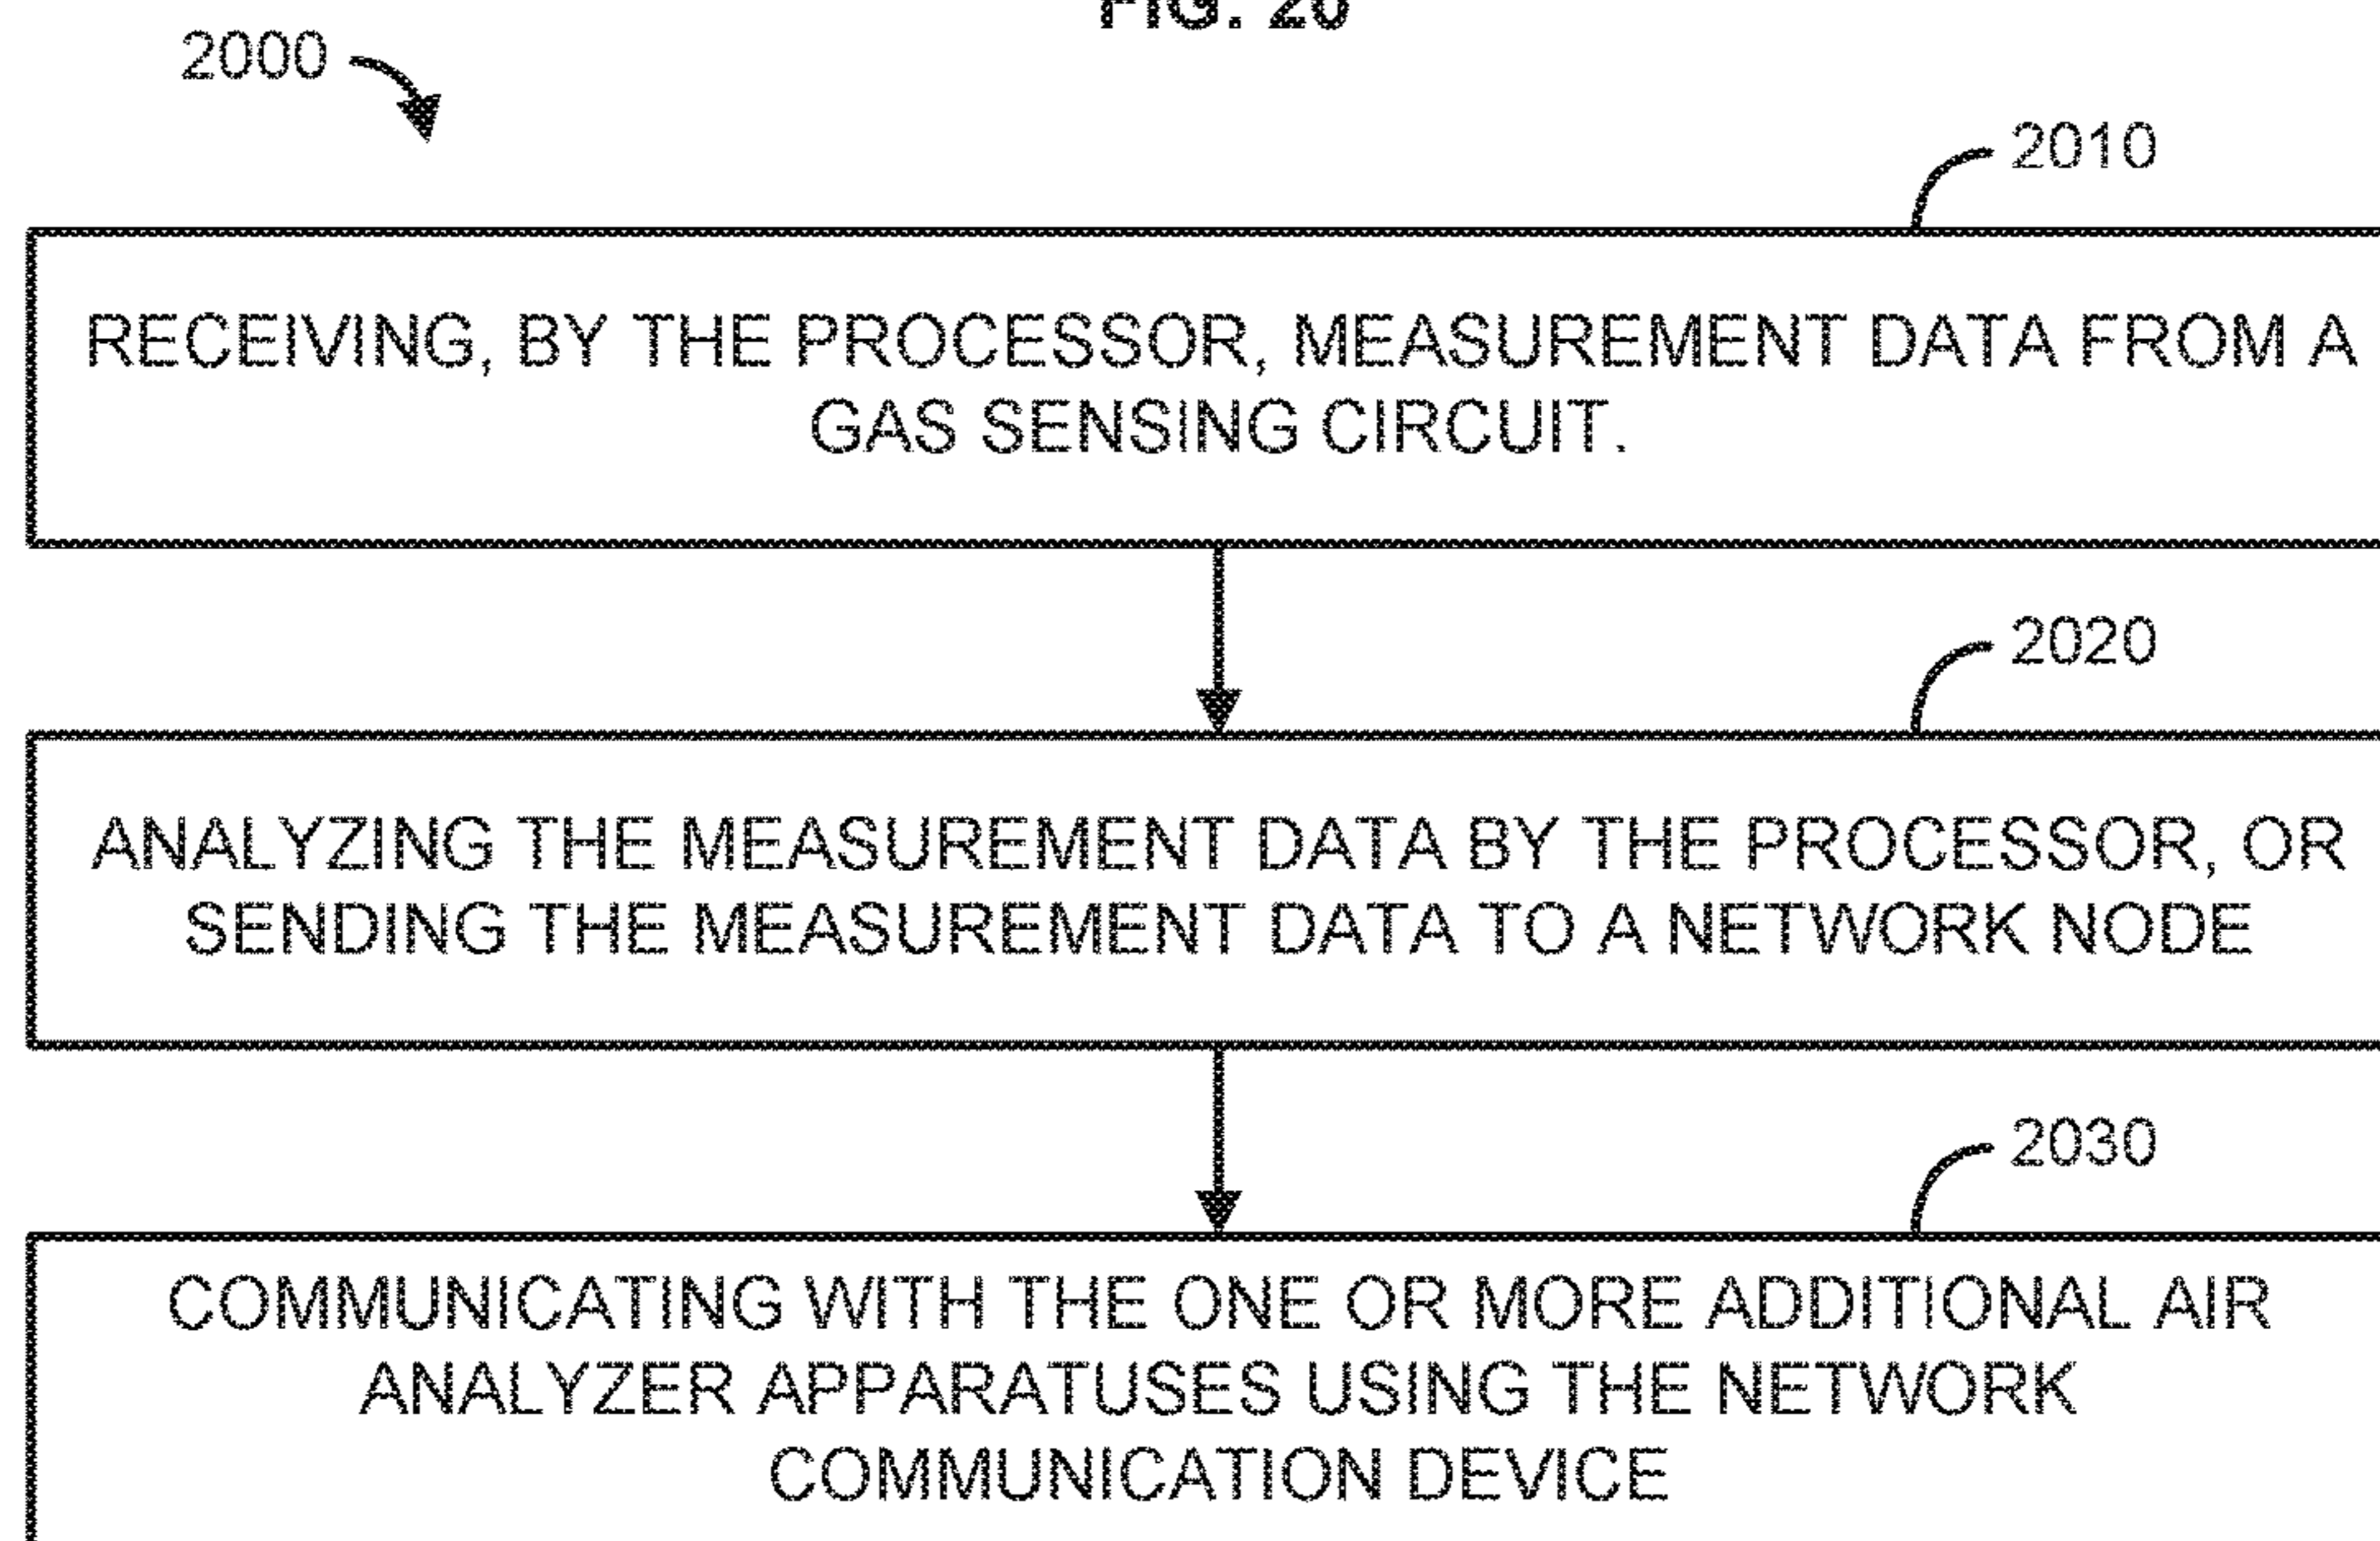 FIG. 20
2000
2010
RECEIVING, BY THE PROCESSOR, MEASUREMENT DATA FROM A
GAS SENSING CIRCUIT.
2020
ANALYZING THE MEASUREMENT DATA BY THE PROCESSOR, OR
SENDING THE MEASUREMENT DATA TO A NETWORK NODE
2030
COMMUNICATING WITH THE ONE OR MORE ADDITIONAL AIR
ANALYZER APPARATUSES USING THE NETWORK
COMMUNICATION DEVICE